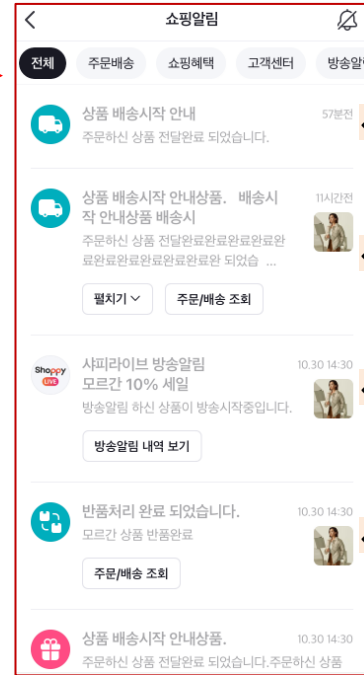 쇼핑알림
전체 주문배송 쇼핑혜택 고객센터 방송알
상품 배송시작 안내 57분전
주문하신 상품 전달완료 되었습니다.
상품 배송시작 안내상품. 배송시 11시간전
작 안내상품 배송시
주문하신 상품 전달완료완료완료완료완
료완료완료완료완료완료완 되었습 ...
펼치기 주문/배송 조회
Shoppy
LIVE
샤피라이브 방송알림 10.30 14:30
모르간 10% 세일
방송알림 하신 상품이 방송시작중입니다.
방송알림 내역 보기
반품처리 완료 되었습니다. 10.30 14:30
모르간 상품 반품완료
주문/배송 조회
상품 배송시작 안내상품. 10.30 14:30
주문하신 상품 전달완료 되었습니다.주문하신 상품